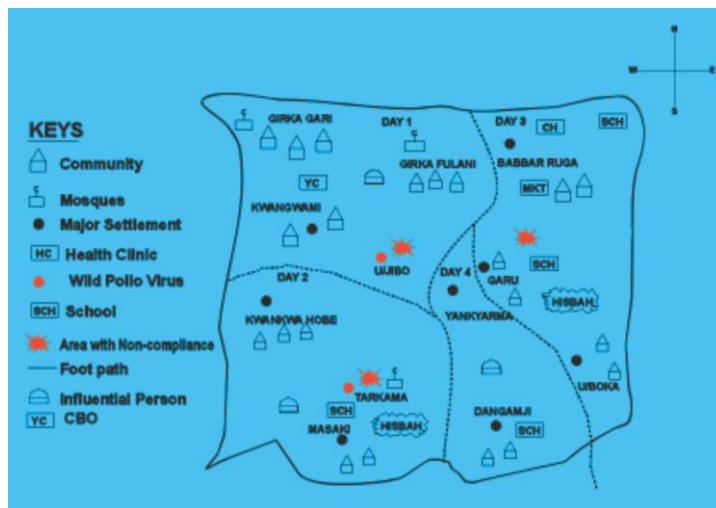 N
W E
S
KEYS
Community
Mosques
Major Settlement
HC Health Clinic
Wild Polio Virus
SCH School
Area with Non-compliance
Foot path
Influential Person
YC CBO
GIRKA GARI
DAY 1
GIRKA FULANI
YC
KWANGWAMI
U/JIBO
DAY 3
CH
SCH
BABBAR RUGA
MKT
GARU
SCH
HISBAH
U/BOKA
DAY 2
KWANKWA HOBE
TARKAMA
SCH
MASAKI
HISBAH
DAY 4
YANKYARMA
DANGAMJI
SCH